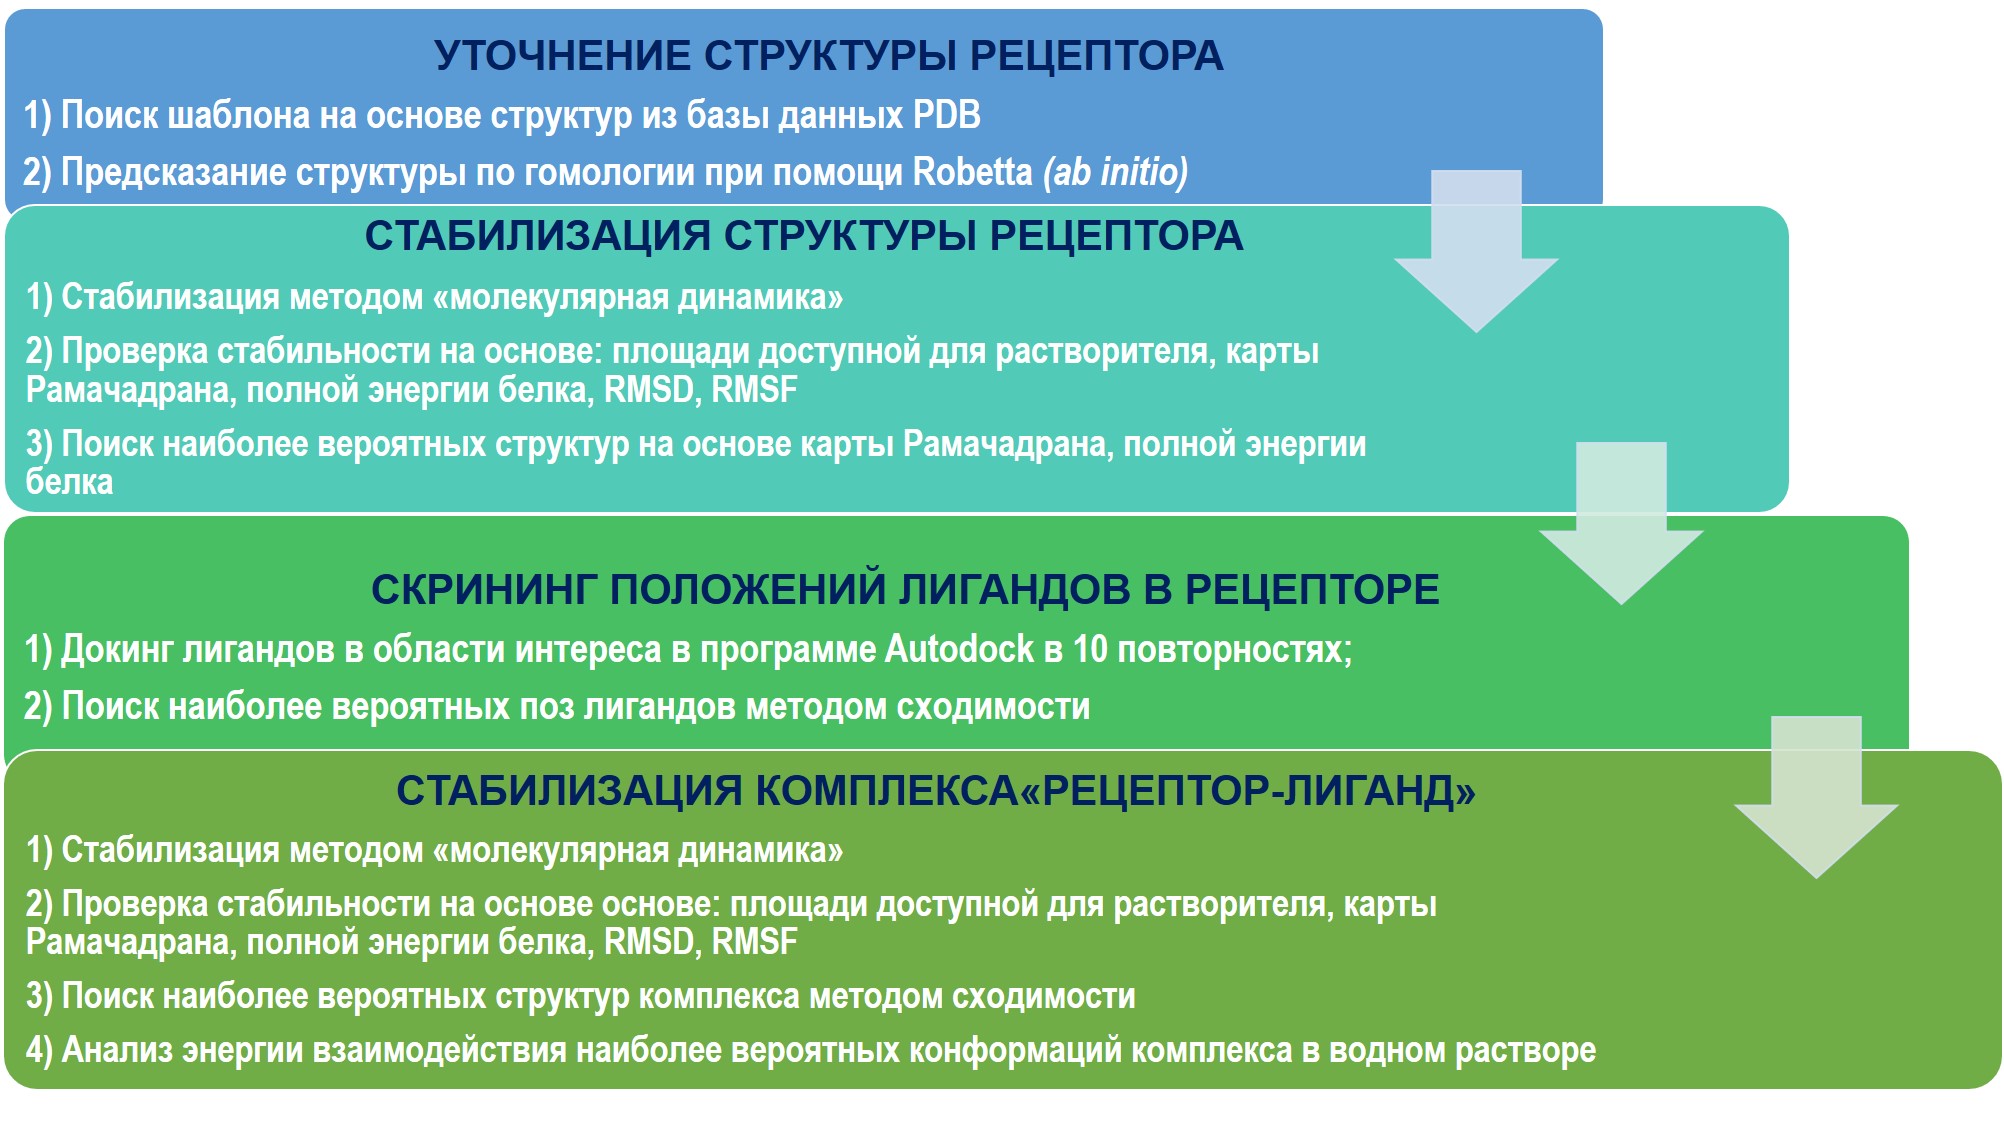 УТОЧНЕНИЕ СТРУКТУРЫ РЕЦЕПТОРА
1) Поиск шаблона на основе структур из базы данных PDB
2) Предсказание структуры по гомологии при помощи Robetta (ab initio)
СТАБИЛИЗАЦИЯ СТРУКТУРЫ РЕЦЕПТОРА
1) Стабилизация методом «молекулярная динамика»
2) Проверка стабильности на основе: площади доступной для растворителя, карты
Рамачадрана, полной энергии белка, RMSD, RMSF
3) Поиск наиболее вероятных структур на основе карты Рамачадрана, полной энергии
белка
СКРИНИНГ ПОЛОЖЕНИЙ ЛИГАНДОВ В РЕЦЕПТОРЕ
1) Докинг лигандов в области интереса в программе Autodock в 10 повторностях;
2) Поиск наиболее вероятных поз лигандов методом сходимости
СТАБИЛИЗАЦИЯ КОМПЛЕКСА«РЕЦЕПТОР-ЛИГАНД»
1) Стабилизация методом «молекулярная динамика»
2) Проверка стабильности на основе основе: площади доступной для растворителя, карты
Рамачадрана, полной энергии белка, RMSD, RMSF
3) Поиск наиболее вероятных структур комплекса методом сходимости
4) Анализ энергии взаимодействия наиболее вероятных конформаций комплекса в водном растворе